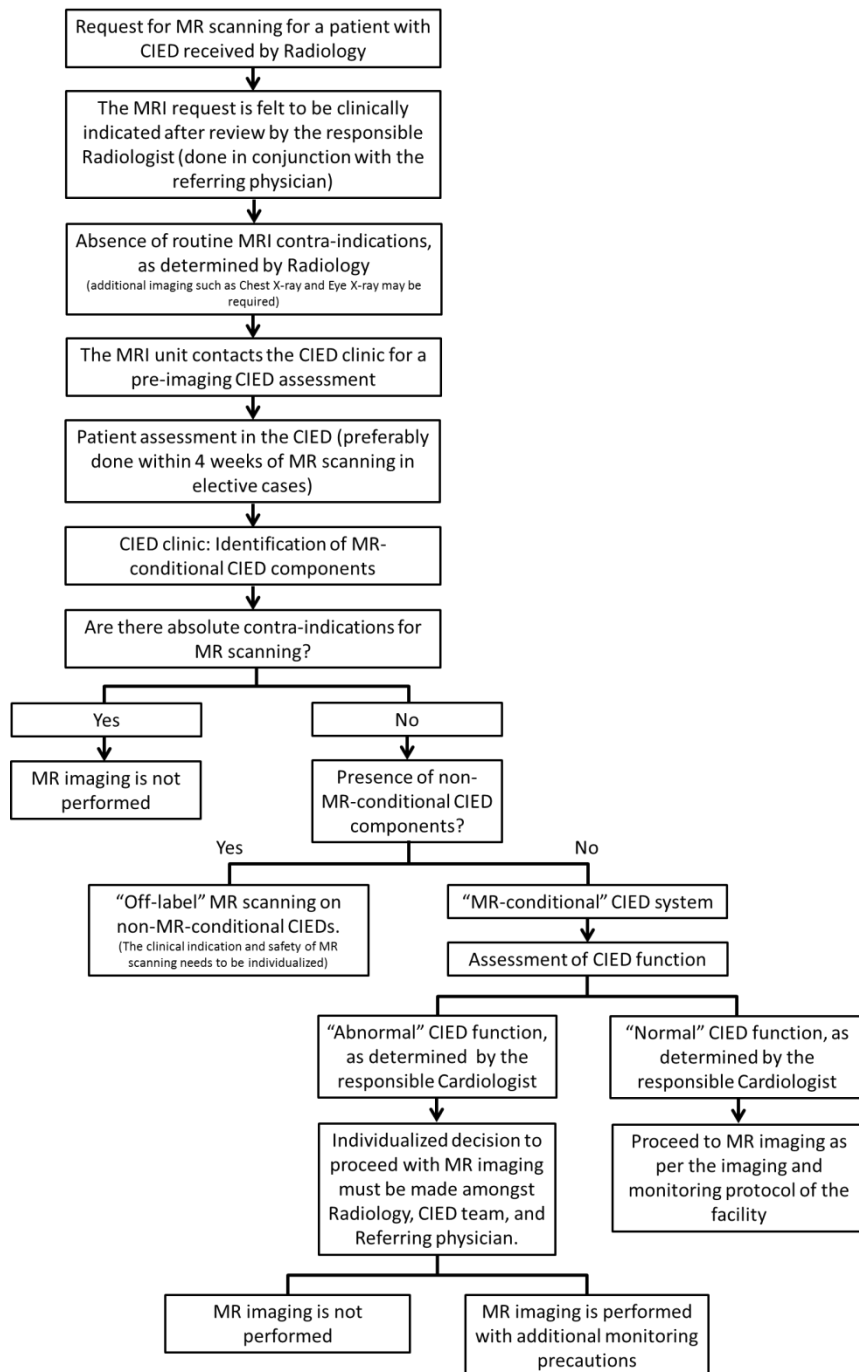 Request for MR scanning for a patient with
CIED received by Radiology
The MRI request is felt to be clinically
indicated after review by the responsible
Radiologist (done in conjunction with the
referring physician)
Absence of routine MRI contra-indications,
as determined by Radiology
(additional imaging such as Chest X-ray and Eye X-ray may be
required)
The MRI unit contacts the CIED clinic for a
pre-imaging CIED assessment
Patient assessment in the CIED (preferably
done within 4 weeks of MR scanning in
elective cases)
CIED clinic: Identification of MR-
conditional CIED components
Are there absolute contra-indications for
MR scanning?
Yes
No
MR imaging is not
performed
Presence of non-
MR-conditional CIED
components?
Yes
No
“Off-label” MR scanning on
non-MR-conditional CIEDs.
(The clinical indication and safety of MR
scanning needs to be individualized)
“MR-conditional” CIED system
Assessment of CIED function
“Abnormal” CIED function,
as determined by the
responsible Cardiologist
“Normal” CIED function, as
determined by the
responsible Cardiologist
Individualized decision to
proceed with MR imaging
must be made amongst
Radiology, CIED team, and
Referring physician.
Proceed to MR imaging as
per the imaging and
monitoring protocol of the
facility
MR imaging is not
performed
MR imaging is performed
with additional monitoring
precautions